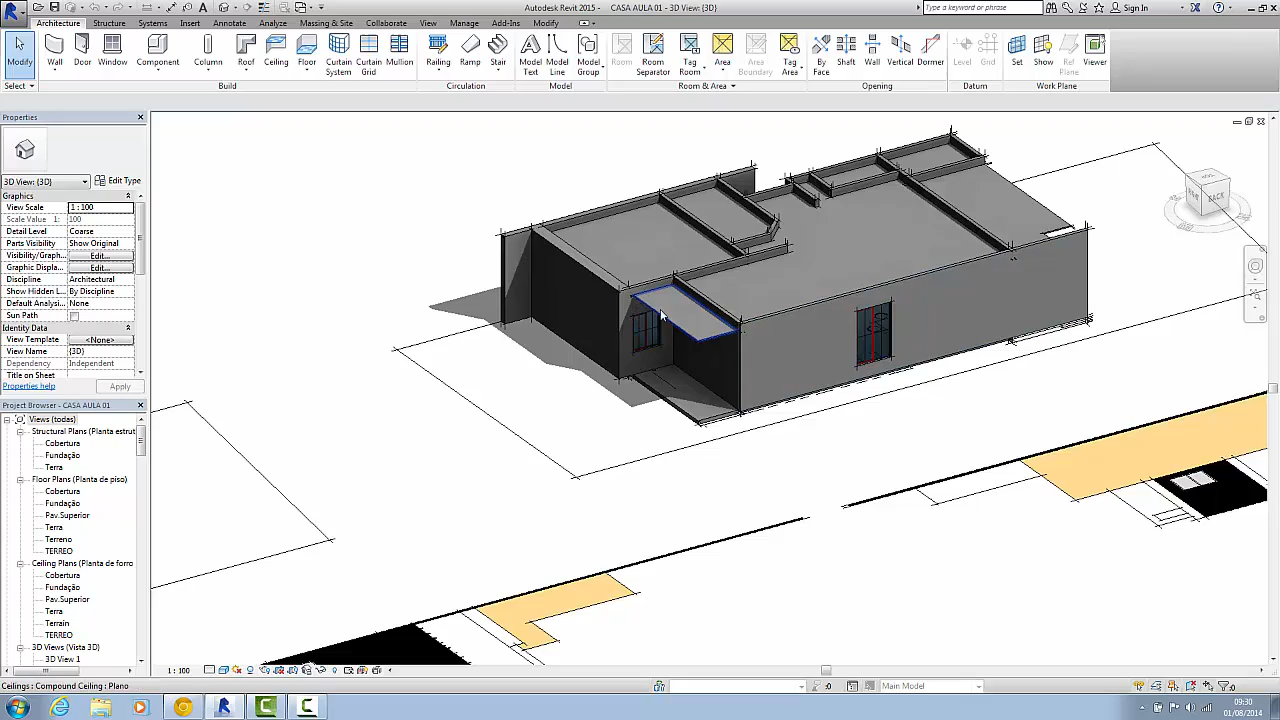 Autodesk Revit 2015 - CASA AULA 01 - 3D View: {3D}
Type a keyword or phrase
Sign In
Architecture Structure Systems Insert Annotate Analyze Massing & Site Collaborate View Manage Add-Ins Modify
Modify Wall Door Window Component Column Roof Ceiling Floor Curtain System Curtain Grid Mullion Railing Ramp Stair Model Text Model Line Model Group Room Room Separator Tag Room Area Area Boundary Tag Area By Face Shaft Wall Vertical Dormer Level Grid Set Show Ref Plane Viewer
Select Build Circulation Model Room & Area Opening Datum Work Plane
Properties
3D View: {3D} Edit Type
Graphics
View Scale 1 : 100
Scale Value 1: 100
Detail Level Coarse
Parts Visibility Show Original
Visibility/Graph... Edit...
Graphic Displa... Edit...
Discipline Architectural
Show Hidden L... By Discipline
Default Analysi... None
Sun Path
Identity Data
View Template <None>
View Name {3D}
Dependency Independent
Title on Sheet
Properties help Apply
Project Browser - CASA AULA 01
Views (todas)
Structural Plans (Planta estrut
Cobertura
Fundação
Terra
Floor Plans (Planta de piso)
Cobertura
Fundação
Pav.Superior
Terra
Terreno
TERREO
Ceiling Plans (Planta de forro
Cobertura
Fundação
Pav.Superior
Terra
Terrain
TERREO
3D Views (Vista 3D)
3D View 1
BACK
1 : 100
Ceilings : Compound Ceiling : Plano
:0
Main Model
:0
09:30
01/08/2014